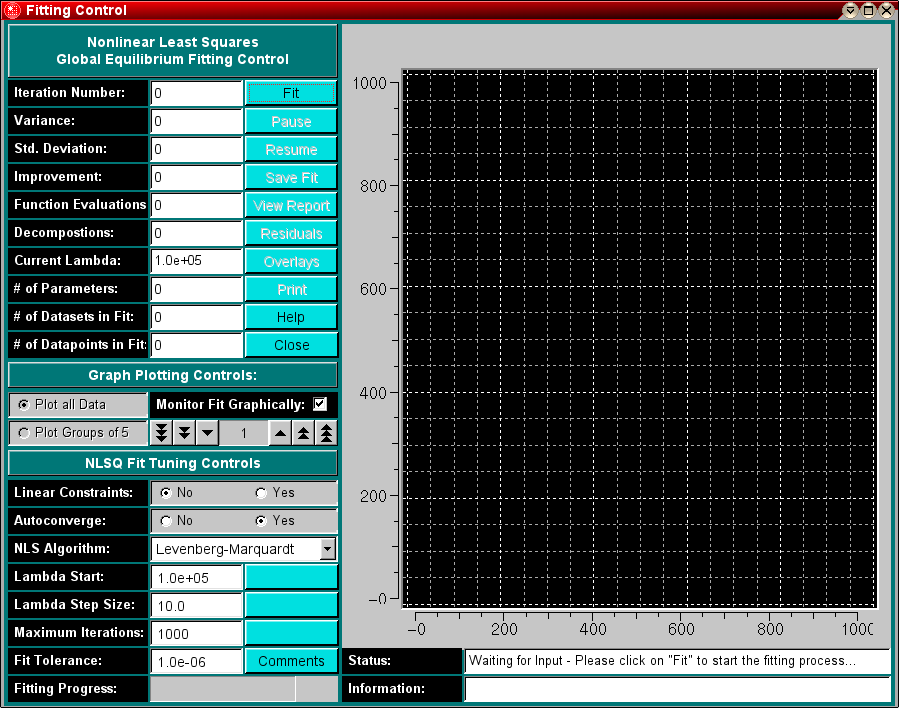 Fitting Control
Nonlinear Least Squares
Global Equilibrium Fitting Control
Iteration Number: 0 Fit
Variance: 0 Pause
Std. Deviation: 0 Resume
Improvement: 0 Save Fit
Function Evaluations 0 View Report
Decompostions: 0 Residuals
Current Lambda: 1.0e+05 Overlays
# of Parameters: 0 Print
# of Datasets in Fit: 0 Help
# of Datapoints in Fit: 0 Close
Graph Plotting Controls:
Plot all Data Monitor Fit Graphically:
Plot Groups of 5 1
NLSQ Fit Tuning Controls
Linear Constraints: No Yes
Autoconverge: No Yes
NLS Algorithm: Levenberg-Marquardt
Lambda Start: 1.0e+05
Lambda Step Size: 10.0
Maximum Iterations: 1000
Fit Tolerance: 1.0e-06 Comments
Fitting Progress:
1000
800
600
400
200
-0
-0 200 400 600 800 1000
Status: Waiting for Input - Please click on "Fit" to start the fitting process...
Information: